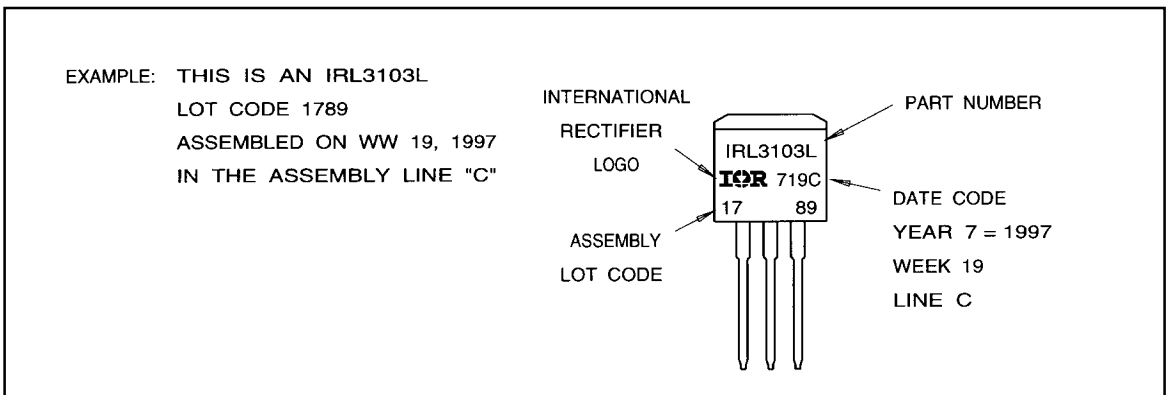 EXAMPLE: THIS IS AN IRL3103L
LOT CODE 1789
ASSEMBLED ON WW 19, 1997
IN THE ASSEMBLY LINE "C"
INTERNATIONAL
RECTIFIER
LOGO
ASSEMBLY
LOT CODE
IRL3103L
IOR 719C
17 89
PART NUMBER
DATE CODE
YEAR 7 = 1997
WEEK 19
LINE C